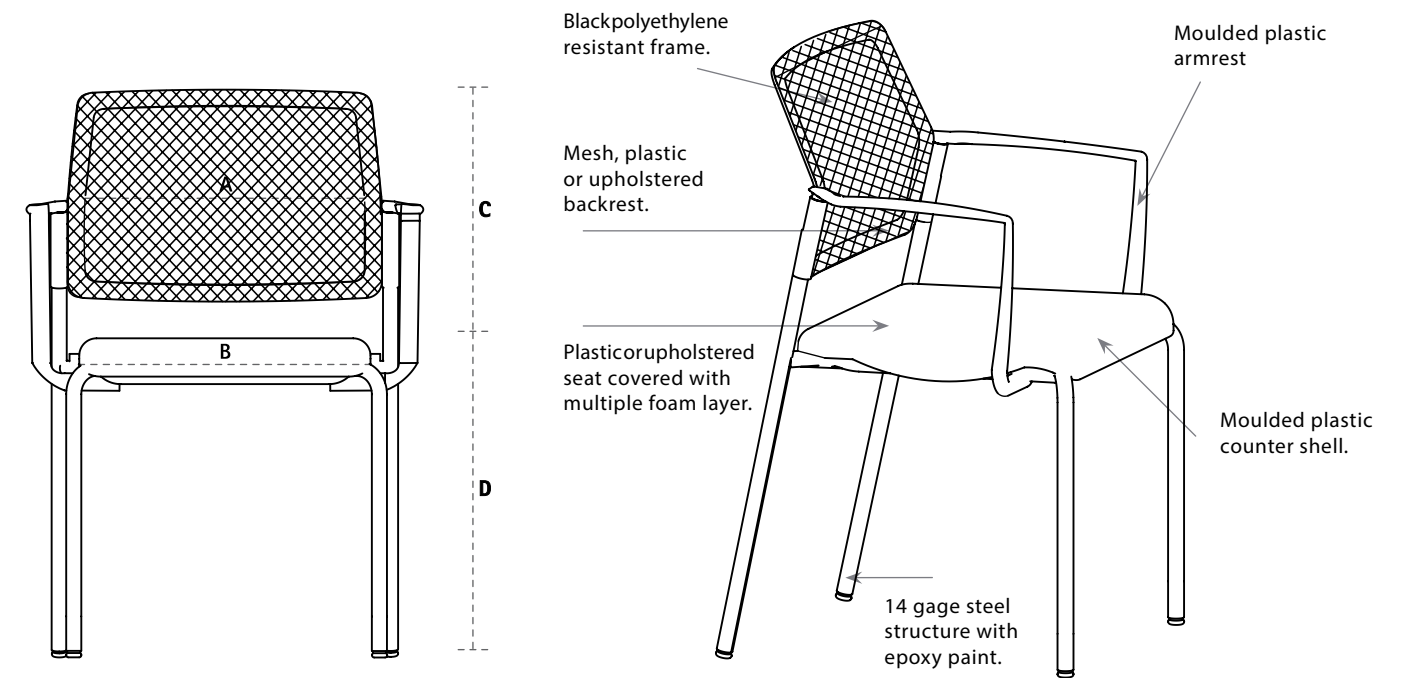 A
B
C
D
Blackpolyethylene
resistant frame.
Mesh, plastic
or upholstered
backrest.
Plasticorupholstered
seat covered with
multiple foam layer.
Moulded plastic
armrest
Moulded plastic
counter shell.
14 gage steel
structure with
epoxy paint.